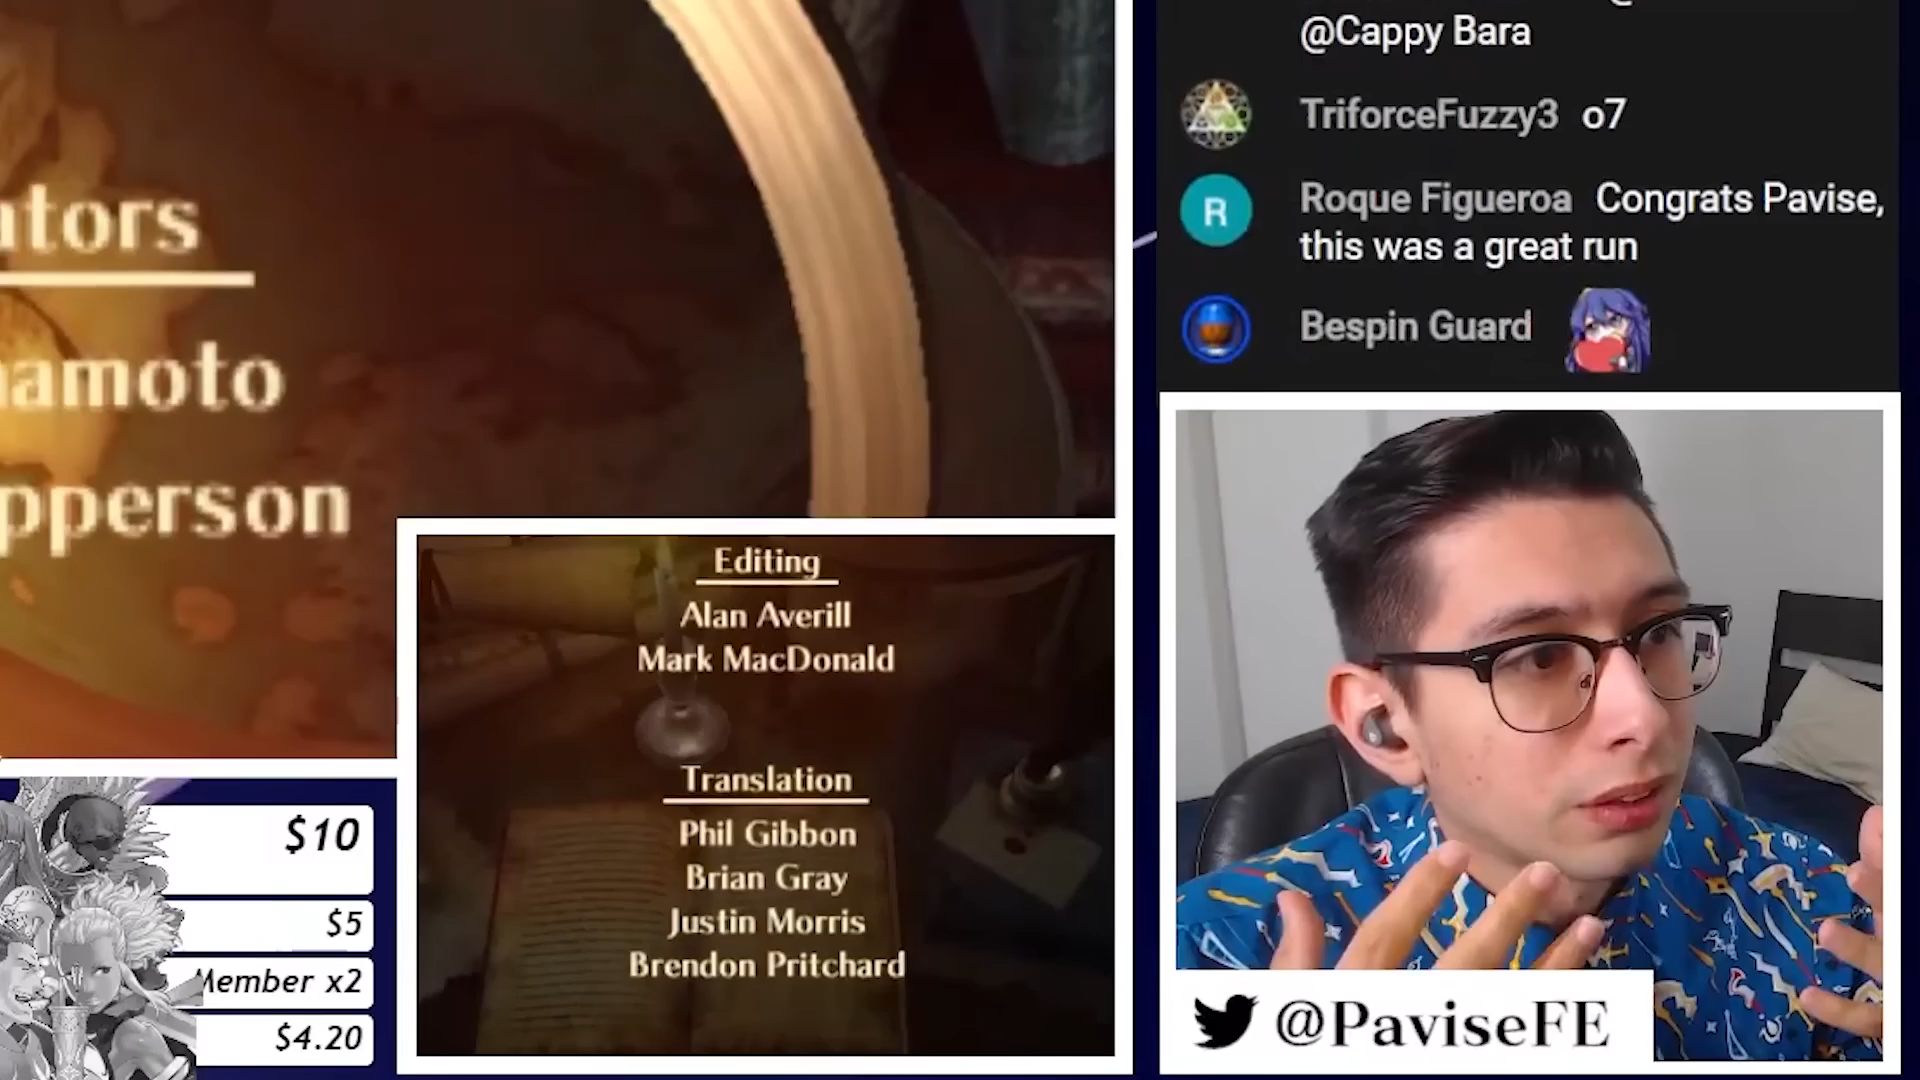 @Cappy Bara
TriforceFuzzy3 o7
Roque Figueroa Congrats Pavise,
this was a great run
Bespin Guard
R
ators
amoto
pperson
Editing
Alan Averill
Mark MacDonald
Translation
Phil Gibbon
Brian Gray
Justin Morris
Brendon Pritchard
$10
$5
Member x2
$4.20
@PaviseFE